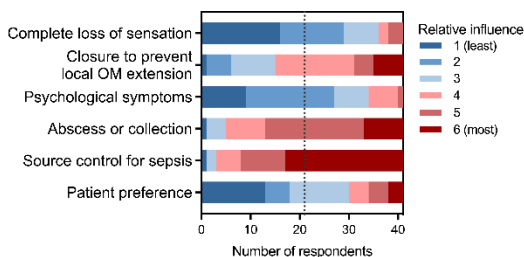 Complete loss of sensation
Closure to prevent
local OM extension
Psychological symptoms
Abscess or collection
Source control for sepsis
Patient preference
0 10 20 30 40
Number of respondents
Relative influence
1 (least)
2
3
4
5
6 (most)